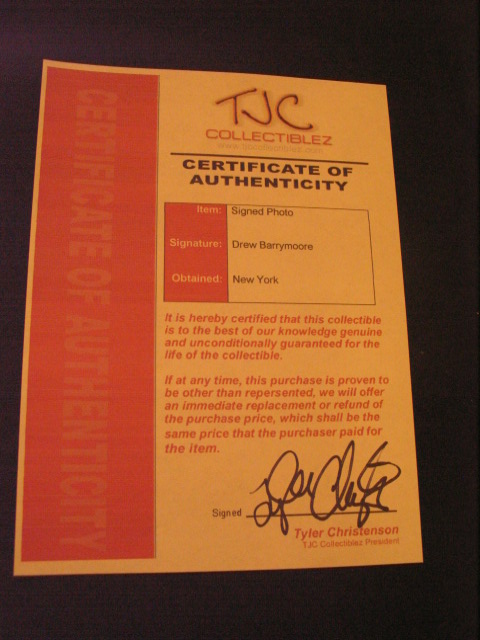 CERTIFICATE OF AUTHENTICITY
TJC
COLLECTIBLEZ
www.tjccollectiblez.com
CERTIFICATE OF
AUTHENTICITY
Item: Signed Photo
Signature: Drew Barrymoore
Obtained: New York
It is hereby certified that this collectible
is to the best of our knowledge genuine
and unconditionally guaranteed for the
life of the collectible.
If at any time, this purchase is proven to
be other than repersented, we will offer
an immediate replacement or refund of
the purchase price, which shall be the
same price that the purchaser paid for
the item.
Signed
Tyler Christenson
TJC Collectiblez President